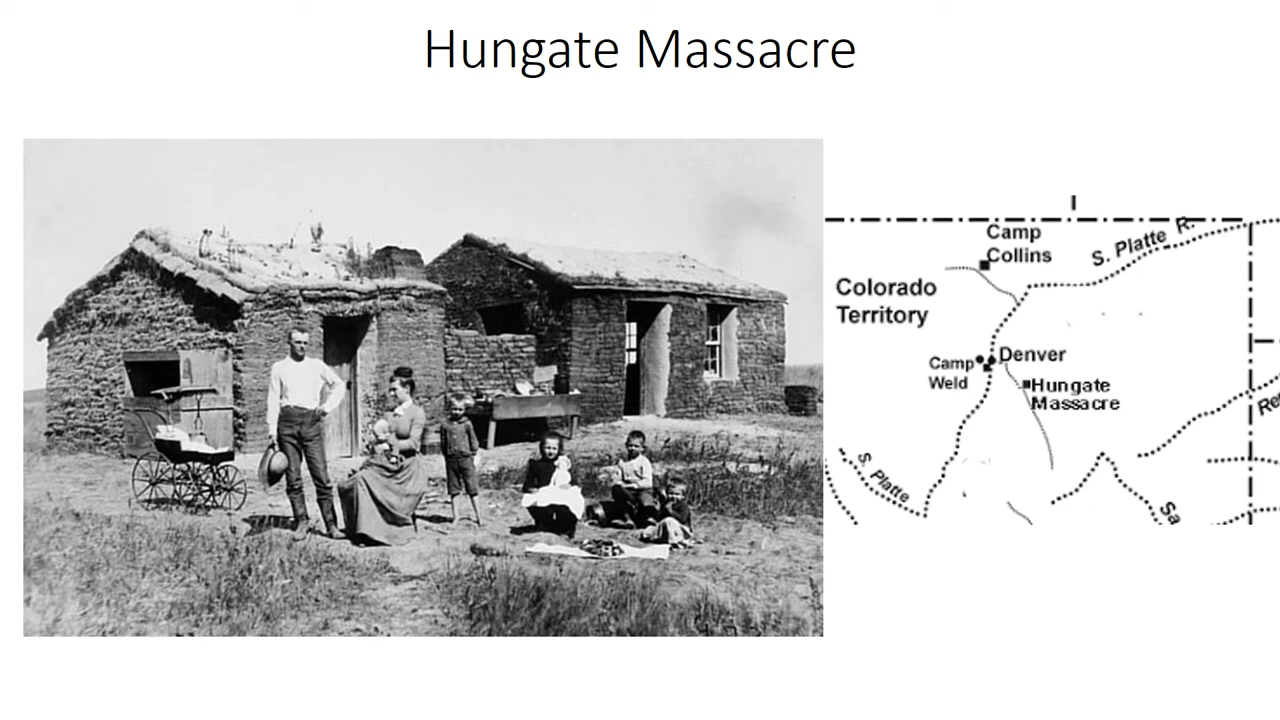 Hungate Massacre
I
Camp
Collins
S. Platte R.
Colorado
Territory
Denver
Camp
Weld
Hungate
Massacre
S. Platte